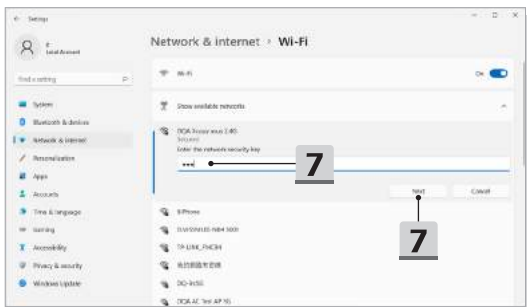 Settings
Local Account
Find a setting
System
Bluetooth & devices
Network & internet
Personalization
Apps
Accounts
Time & language
Gaming
Accessibility
Privacy & security
Windows Update
Network & internet › Wi-Fi
Wi-Fi
On
Show available networks
Secured
Enter the network security key
7
Next
Cancel
7